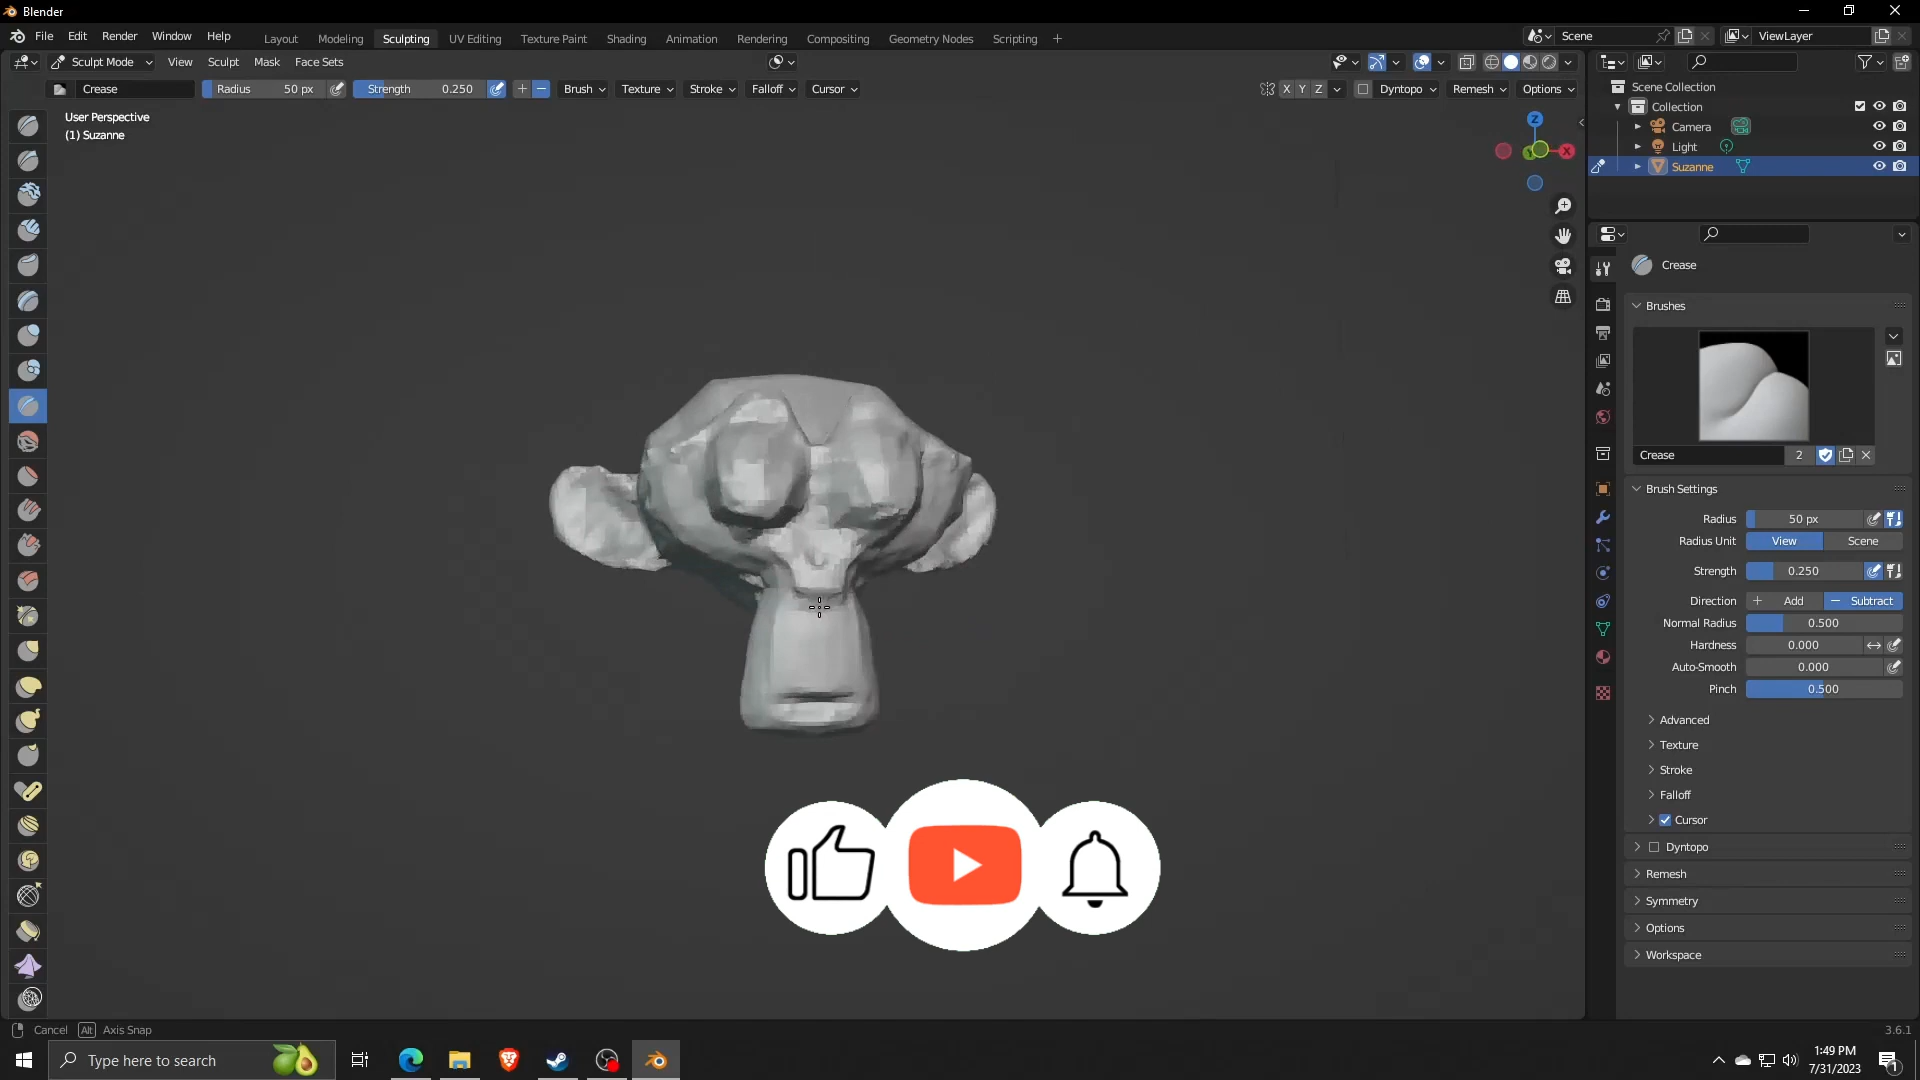 Blender
File Edit Render Window Help Layout Modeling Sculpting UV Editing Texture Paint Shading Animation Rendering Compositing Geometry Nodes Scripting + Scene ViewLayer
Sculpt Mode View Sculpt Mask Face Sets
Crease Radius 50 px Strength 0.250 + − Brush Texture Stroke Falloff Cursor X Y Z Dyntopo Remesh Options
User Perspective
(1) Suzanne
Z
X
Y
Scene Collection
Collection
Camera
Light
Suzanne
Crease
Brushes
Crease 2
Brush Settings
Radius 50 px
Radius Unit View Scene
Strength 0.250
Direction + Add − Subtract
Normal Radius 0.500
Hardness 0.000
Auto-Smooth 0.000
Pinch 0.500
Advanced
Texture
Stroke
Falloff
Cursor
Dyntopo
Remesh
Symmetry
Options
Workspace
Cancel Alt Axis Snap 3.6.1
Type here to search
1:49 PM
7/31/2023
1